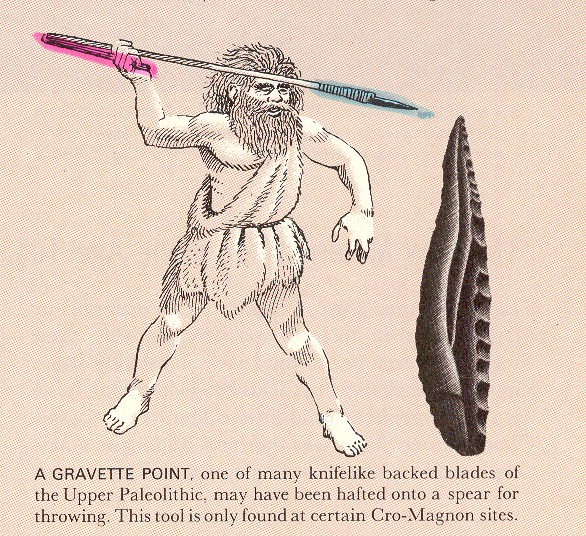 A GRAVETTE POINT, one of many knifelike backed blades of
the Upper Paleolithic, may have been hafted onto a spear for
throwing. This tool is only found at certain Cro-Magnon sites.